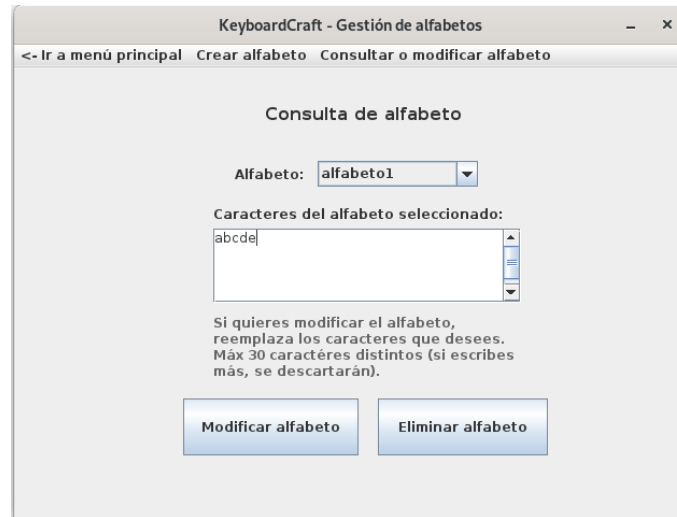 KeyboardCraft - Gestión de alfabetos
<- Ir a menú principal Crear alfabeto Consultar o modificar alfabeto
Consulta de alfabeto
Alfabeto: alfabeto1
Caracteres del alfabeto seleccionado:
abcde
Si quieres modificar el alfabeto,
reemplaza los caracteres que desees.
Máx 30 caractéres distintos (si escribes
más, se descartarán).
Modificar alfabeto Eliminar alfabeto